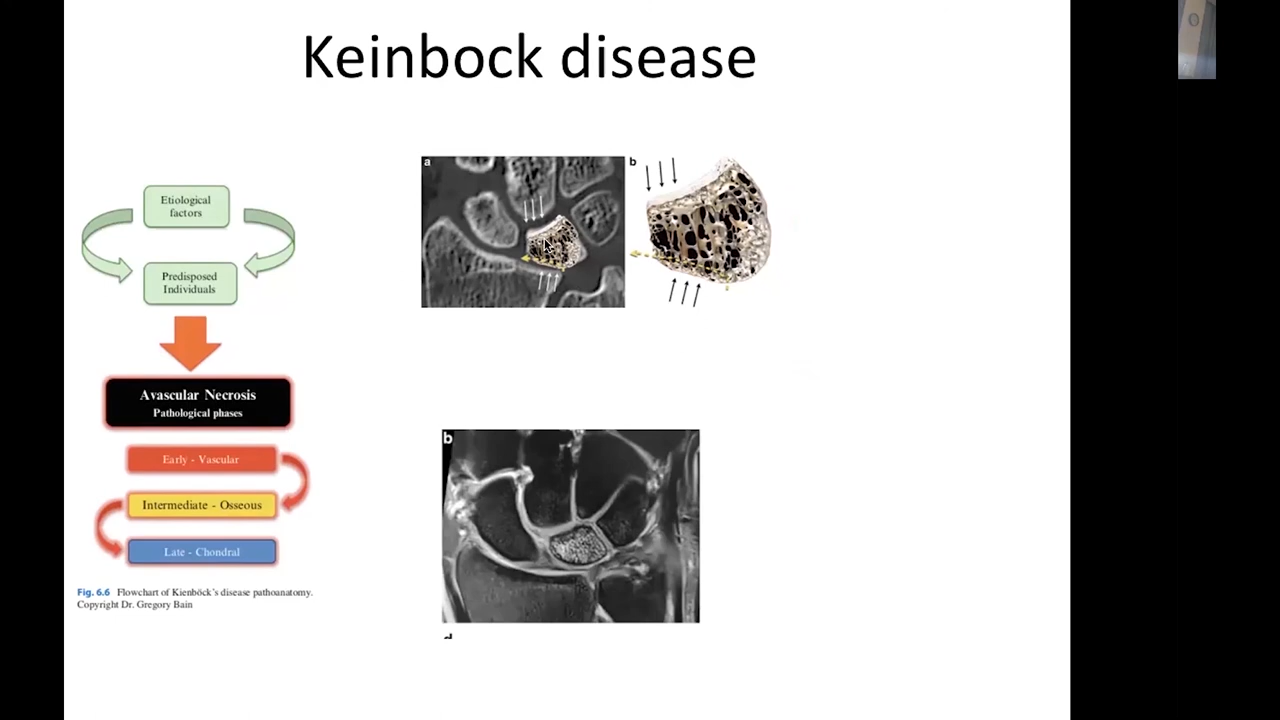 Keinbock disease
Etiological
factors
Predisposed
Individuals
Avascular Necrosis
Pathological phases
Early - Vascular
Intermediate - Osseous
Late - Chondral
Fig. 6.6 Flowchart of Kienböck's disease pathoanatomy.
Copyright Dr. Gregory Bain
a
b
b
d